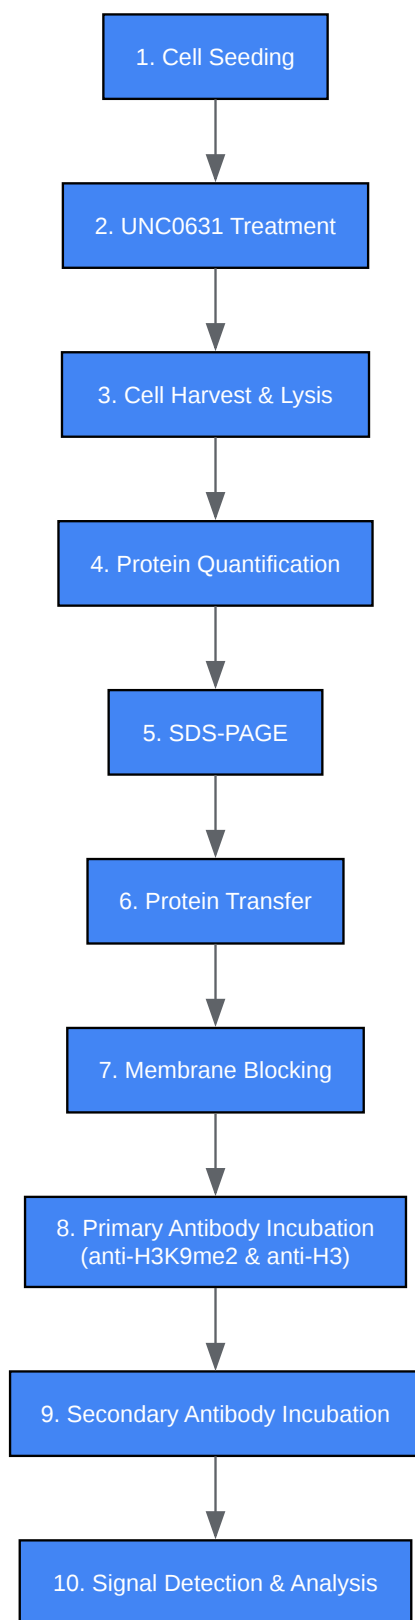 1. Cell Seeding
2. UNC0631 Treatment
3. Cell Harvest & Lysis
4. Protein Quantification
5. SDS-PAGE
6. Protein Transfer
7. Membrane Blocking
8. Primary Antibody Incubation
(anti-H3K9me2 & anti-H3)
9. Secondary Antibody Incubation
10. Signal Detection & Analysis